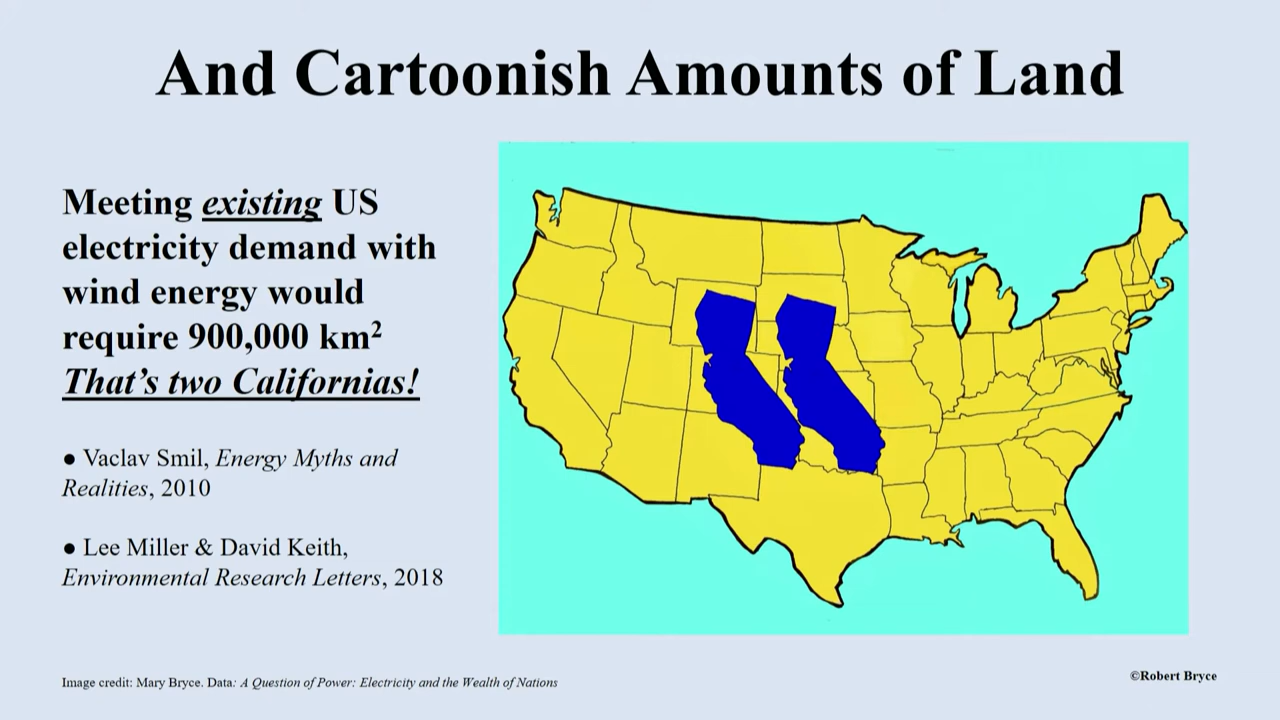 And Cartoonish Amounts of Land
Meeting existing US
electricity demand with
wind energy would
require 900,000 km²
That’s two Californias!
● Vaclav Smil, Energy Myths and
Realities, 2010
● Lee Miller & David Keith,
Environmental Research Letters, 2018
Image credit: Mary Bryce. Data: A Question of Power: Electricity and the Wealth of Nations
©Robert Bryce